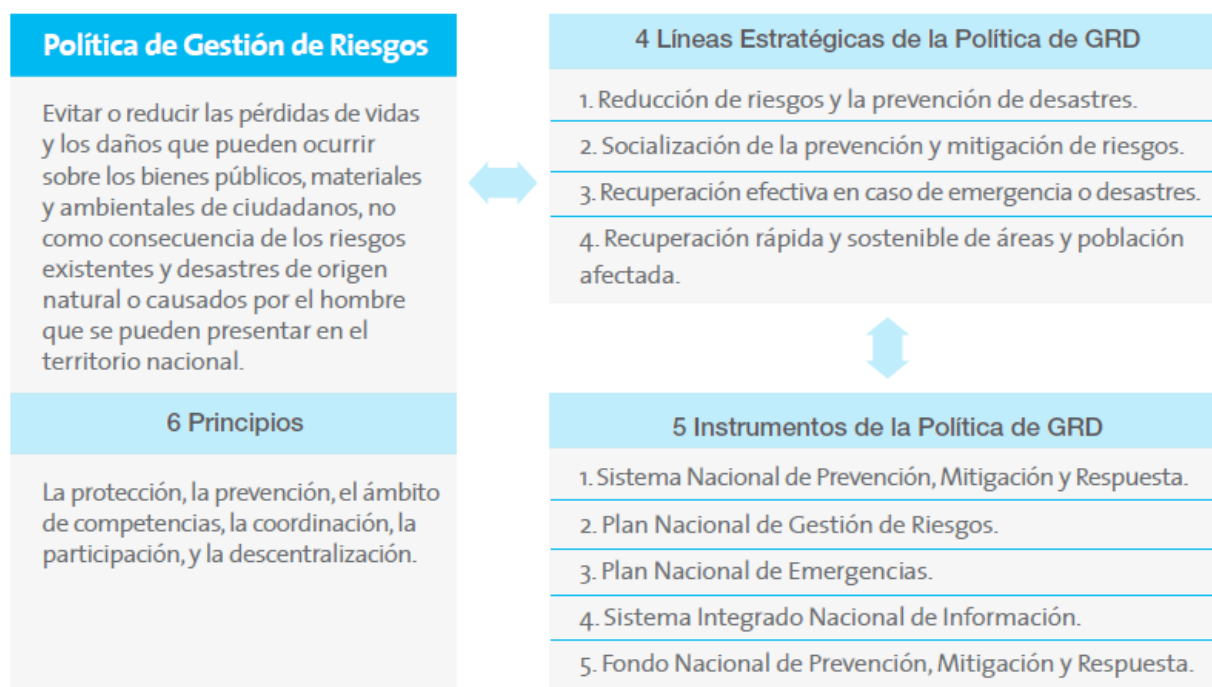 Política de Gestión de Riesgos
Evitar o reducir las pérdidas de vidas
y los daños que pueden ocurrir
sobre los bienes públicos, materiales
y ambientales de ciudadanos, no
como consecuencia de los riesgos
existentes y desastres de origen
natural o causados por el hombre
que se pueden presentar en el
territorio nacional.
6 Principios
La protección, la prevención, el ámbito
de competencias, la coordinación, la
participación, y la descentralización.
4 Líneas Estratégicas de la Política de GRD
1. Reducción de riesgos y la prevención de desastres.
2. Socialización de la prevención y mitigación de riesgos.
3. Recuperación efectiva en caso de emergencia o desastres.
4. Recuperación rápida y sostenible de áreas y población
afectada.
5 Instrumentos de la Política de GRD
1. Sistema Nacional de Prevención, Mitigación y Respuesta.
2. Plan Nacional de Gestión de Riesgos.
3. Plan Nacional de Emergencias.
4. Sistema Integrado Nacional de Información.
5. Fondo Nacional de Prevención, Mitigación y Respuesta.